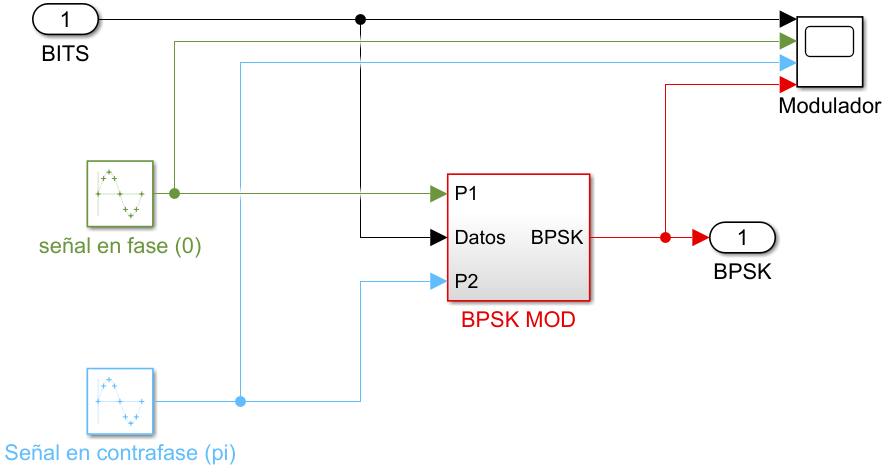 1
BITS
Modulador
señal en fase (0)
P1
Datos
BPSK
P2
BPSK MOD
1
BPSK
Señal en contrafase (pi)